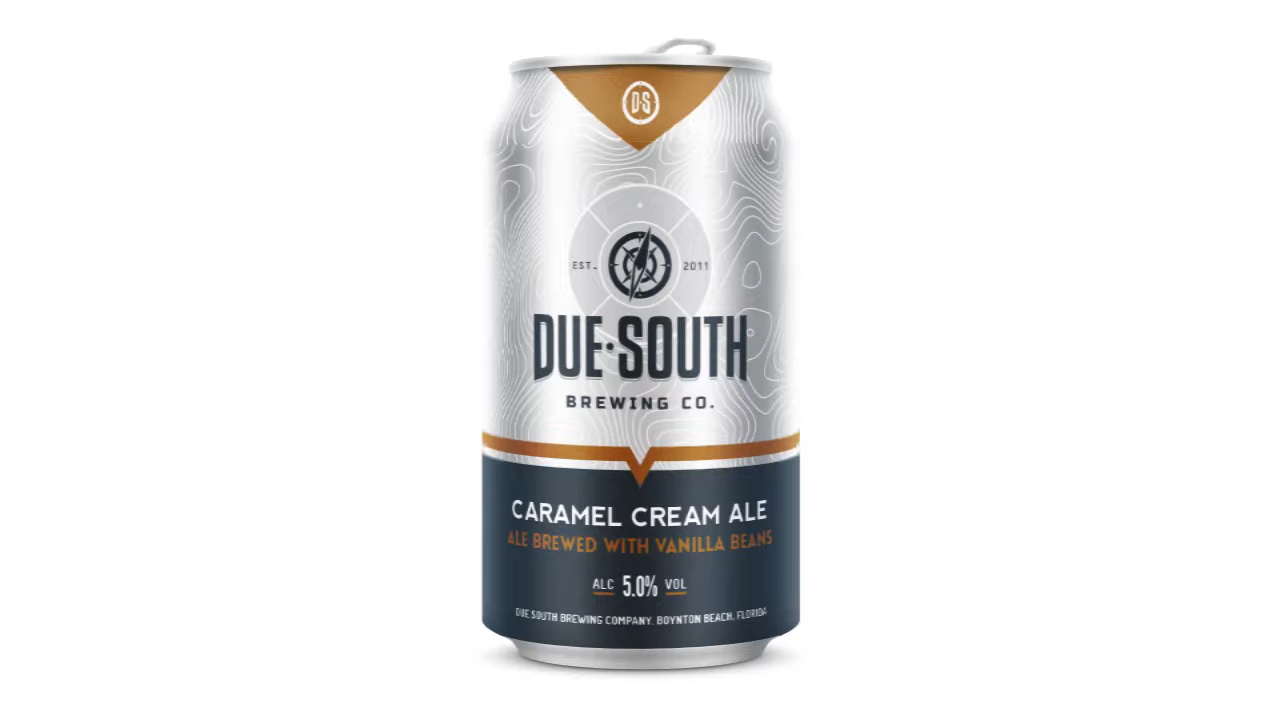 D·S
EST. 2011
DUE·SOUTH
BREWING CO.
CARAMEL CREAM ALE
ALE BREWED WITH VANILLA BEANS
ALC 5.0% VOL
DUE SOUTH BREWING COMPANY, BOYNTON BEACH, FLORIDA